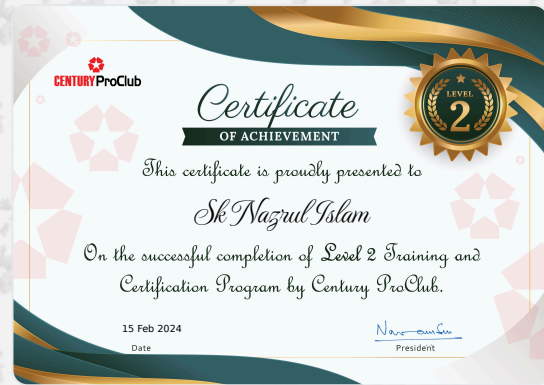 CENTURY ProClub
Certificate
OF ACHIEVEMENT
LEVEL
2
This certificate is proudly presented to
Sk Nazrul Islam
On the successful completion of Level 2 Training and
Certification Program by Century ProClub.
15 Feb 2024
Date
President